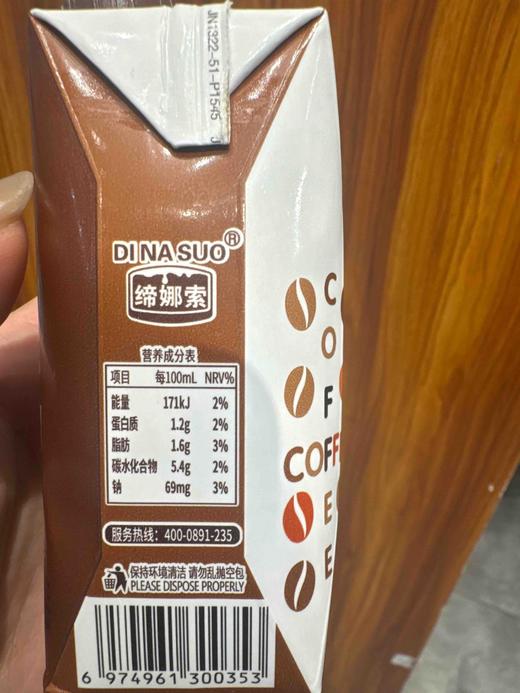 JN1322-51-P1545 J
DINASUO®
缔娜索
营养成分表
项目 每100mL NRV%
能量 171kJ 2%
蛋白质 1.2g 2%
脂肪 1.6g 3%
碳水化合物 5.4g 2%
钠 69mg 3%
服务热线：400-0891-235
保持环境清洁 请勿乱抛空包
PLEASE DISPOSE PROPERLY
6 974961 300353
C
O
F
COFF
E
E